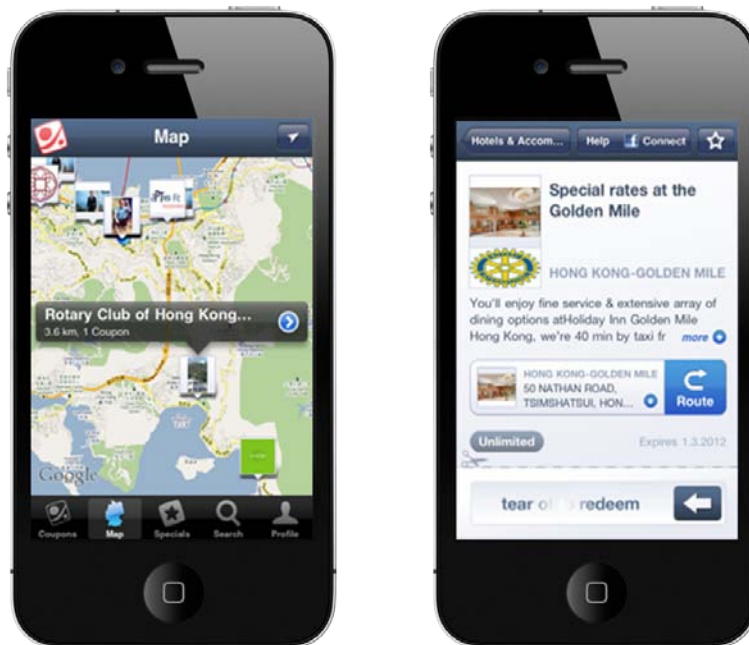 Map
Rotary Club of Hong Kong...
3.6 km, 1 Coupon
Google
Coupons
Map
Specials
Search
Profile
Hotels & Accom...
Help
f Connect
Special rates at the
Golden Mile
HONG KONG-GOLDEN MILE
You'll enjoy fine service & extensive array of
dining options atHoliday Inn Golden Mile
Hong Kong, we're 40 min by taxi fr more
HONG KONG-GOLDEN MILE
50 NATHAN ROAD,
TSIMSHATSUI, HON...
Route
Unlimited
Expires 1.3.2012
tear redeem